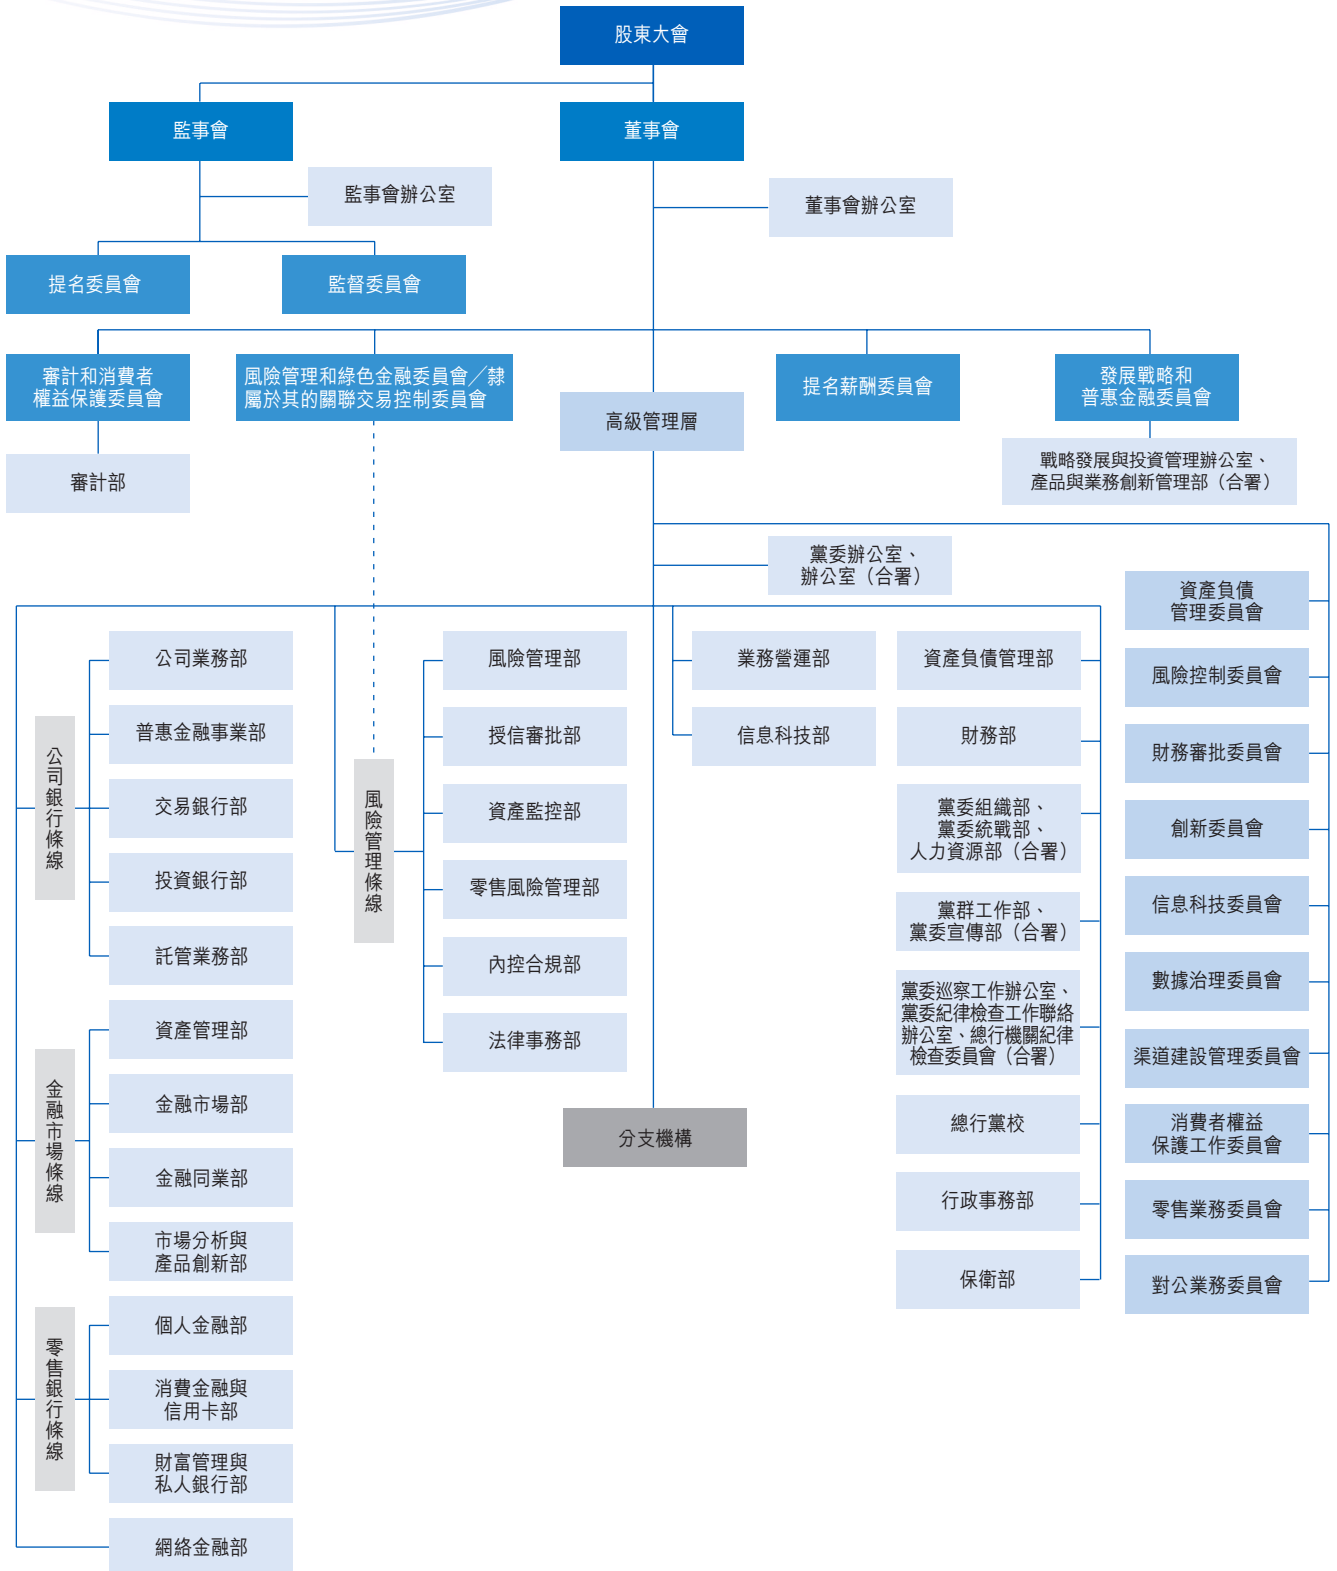 股東大會
監事會
董事會
監事會辦公室
董事會辦公室
提名委員會
監督委員會
審計和消費者
權益保護委員會
風險管理和綠色金融委員會／隸
屬於其的關聯交易控制委員會
高級管理層
提名薪酬委員會
發展戰略和
普惠金融委員會
審計部
戰略發展與投資管理辦公室、
產品與業務創新管理部（合署）
黨委辦公室、
辦公室（合署）
公司銀行條線
公司業務部
普惠金融事業部
交易銀行部
投資銀行部
託管業務部
金融市場條線
資產管理部
金融市場部
金融同業部
市場分析與
產品創新部
零售銀行條線
個人金融部
消費金融與
信用卡部
財富管理與
私人銀行部
網絡金融部
風險管理條線
風險管理部
授信審批部
資產監控部
零售風險管理部
內控合規部
法律事務部
分支機構
業務營運部
信息科技部
資產負債管理部
財務部
黨委組織部、
黨委統戰部、
人力資源部（合署）
黨群工作部、
黨委宣傳部（合署）
黨委巡察工作辦公室、
黨委紀律檢查工作聯絡
辦公室、總行機關紀律
檢查委員會（合署）
總行黨校
行政事務部
保衛部
資產負債
管理委員會
風險控制委員會
財務審批委員會
創新委員會
信息科技委員會
數據治理委員會
渠道建設管理委員會
消費者權益
保護工作委員會
零售業務委員會
對公業務委員會